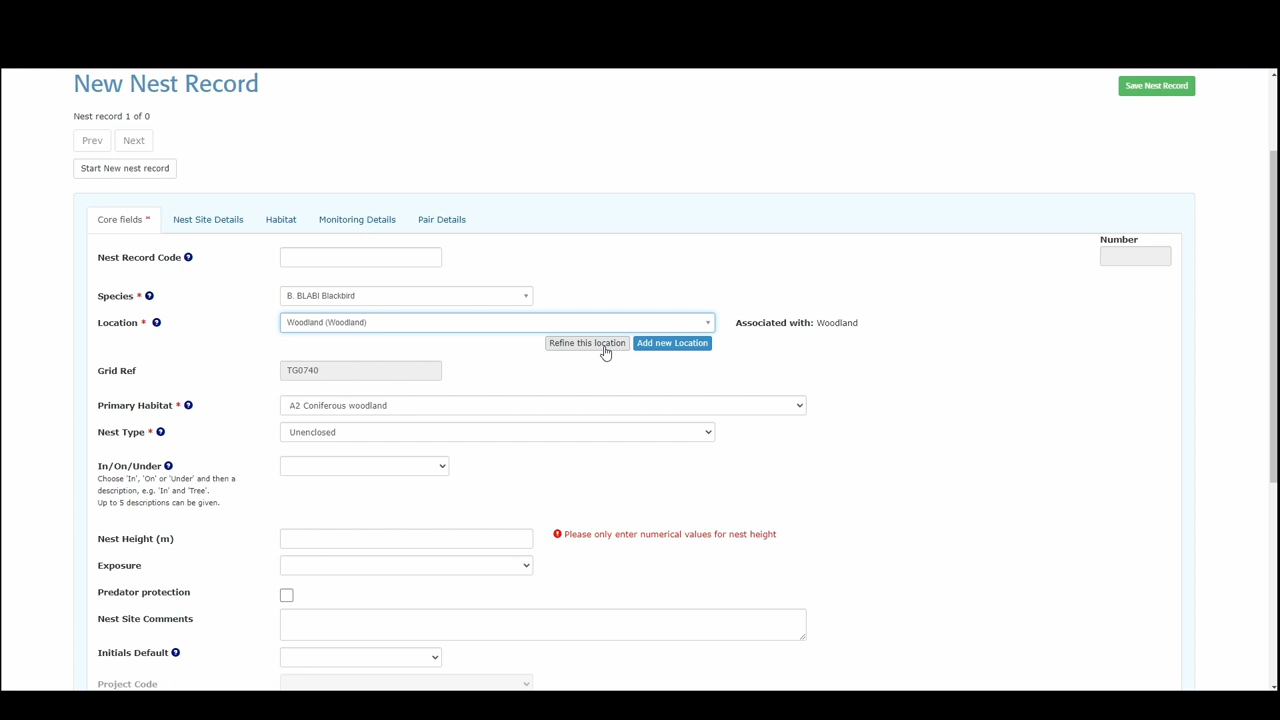 New Nest Record
Save Nest Record
Nest record 1 of 0
Prev Next
Start New nest record
Core fields * Nest Site Details Habitat Monitoring Details Pair Details
Number
Nest Record Code
Species * B. BLABI Blackbird
Location * Woodland (Woodland) Associated with: Woodland
Refine this location Add new Location
Grid Ref TG0740
Primary Habitat * A2 Coniferous woodland
Nest Type * Unenclosed
In/On/Under
Choose 'In', 'On' or 'Under' and then a
description, e.g. 'In' and 'Tree'.
Up to 5 descriptions can be given.
Nest Height (m) Please only enter numerical values for nest height
Exposure
Predator protection
Nest Site Comments
Initials Default
Project Code